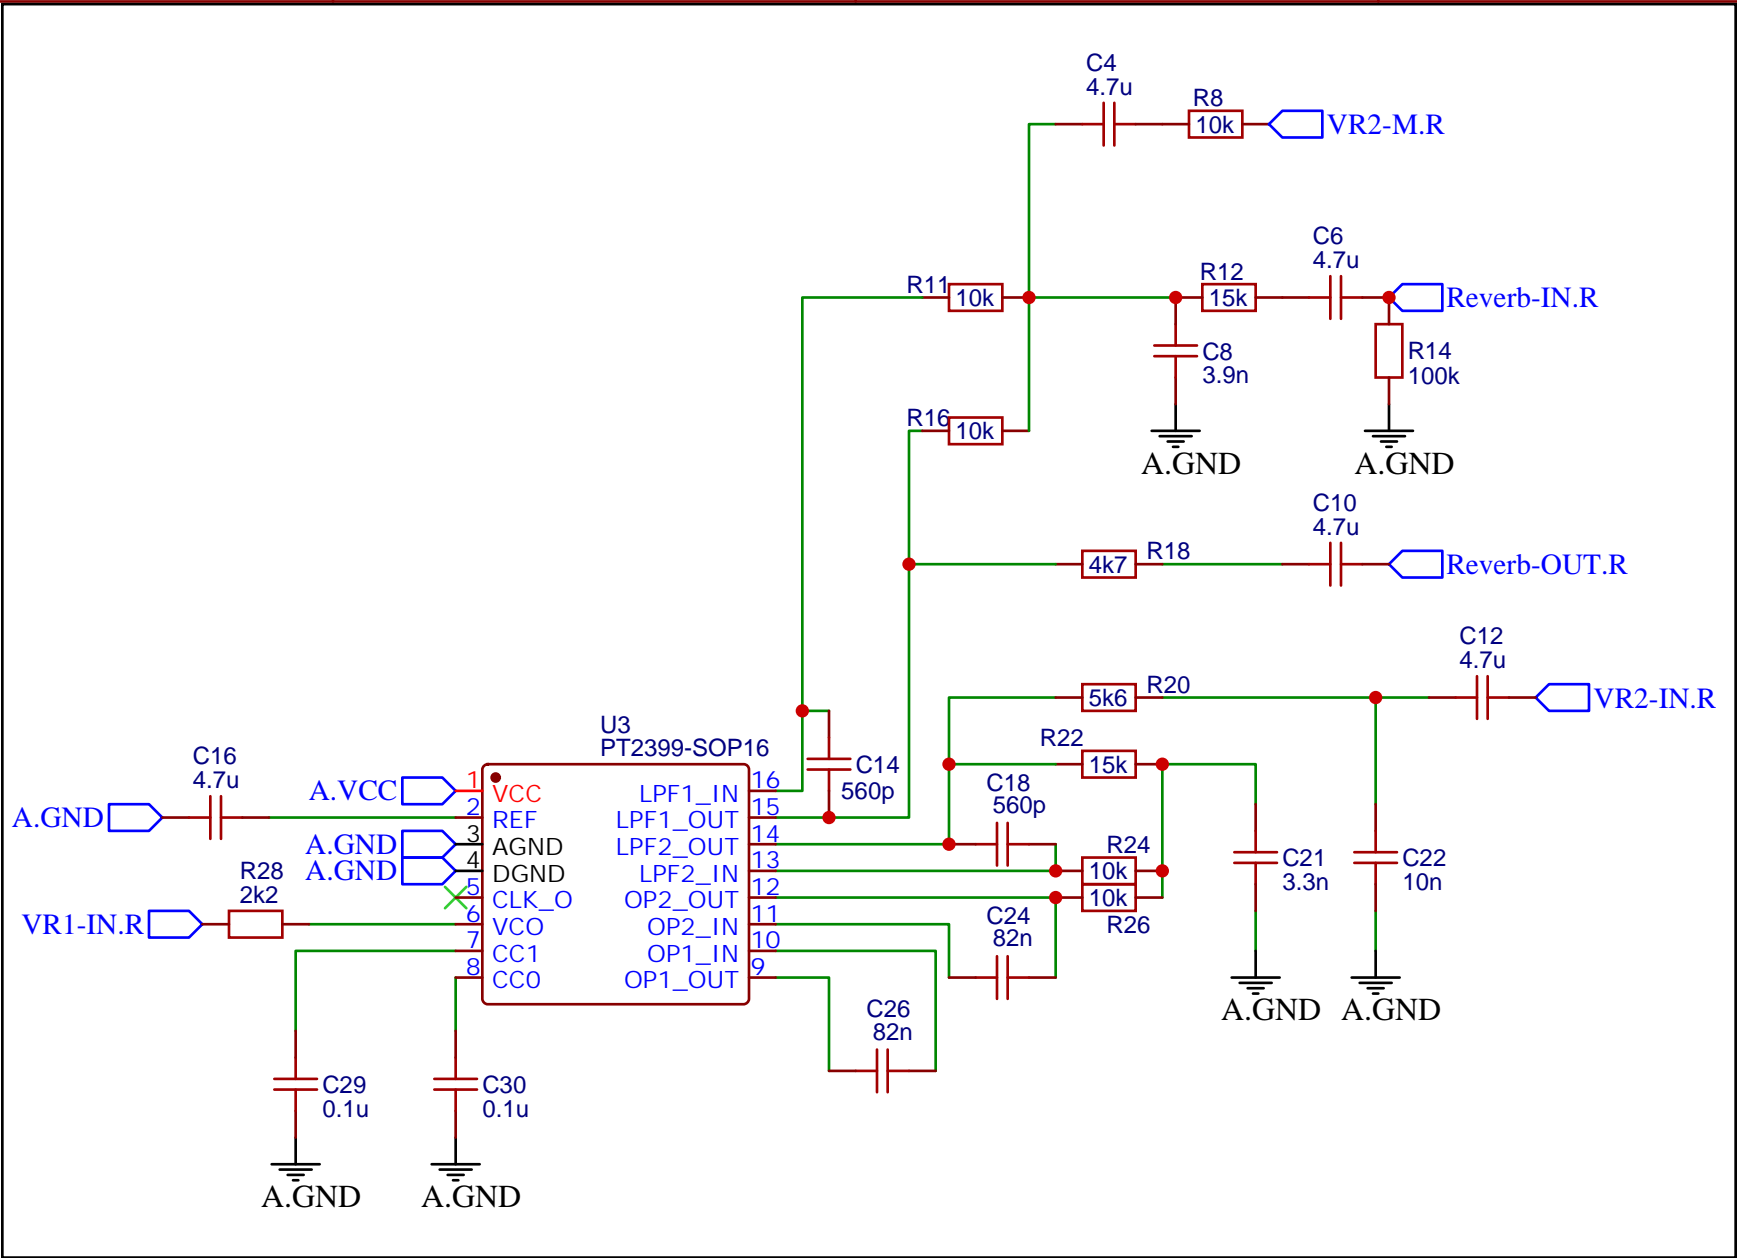 C4
4.7u
R8
10k
VR2-M.R
C6
4.7u
R11
10k
R12
15k
Reverb-IN.R
C8
3.9n
R14
100k
R16
10k
A.GND
A.GND
C10
4.7u
4k7
R18
Reverb-OUT.R
C12
4.7u
5k6
R20
VR2-IN.R
U3
PT2399-SOP16
R22
15k
C16
4.7u
A.VCC
C14
560p
C18
560p
A.GND
A.GND
A.GND
1
VCC
2
REF
3
AGND
4
DGND
5
CLK_O
6
VCO
7
CC1
8
CC0
16
LPF1_IN
15
LPF1_OUT
14
LPF2_OUT
13
LPF2_IN
12
OP2_OUT
11
OP2_IN
10
OP1_IN
9
OP1_OUT
R24
10k
10k
R26
C21
3.3n
C22
10n
R28
2k2
VR1-IN.R
C24
82n
C26
82n
A.GND
A.GND
C29
0.1u
C30
0.1u
A.GND
A.GND